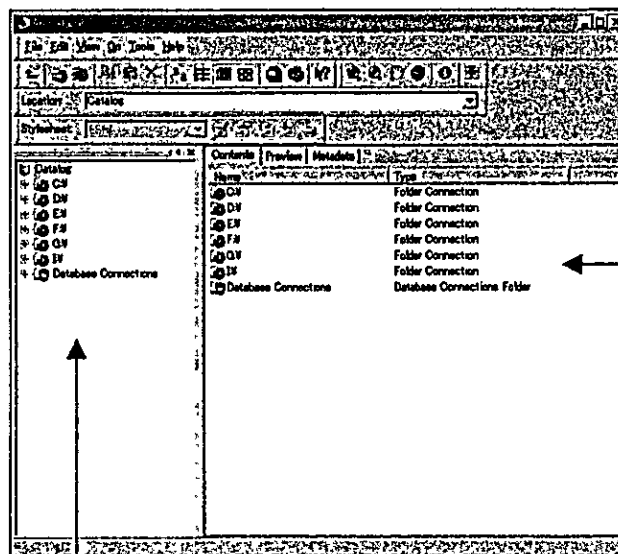 File Edit View Go Tools Help
Location: Catalog
Stylesheet:
Catalog
C:¥
D:¥
E:¥
F:¥
G:¥
I:¥
Database Connections
Contents Preview Metadata
Name Type
C:¥ Folder Connection
D:¥ Folder Connection
E:¥ Folder Connection
F:¥ Folder Connection
G:¥ Folder Connection
I:¥ Folder Connection
Database Connections Database Connections Folder